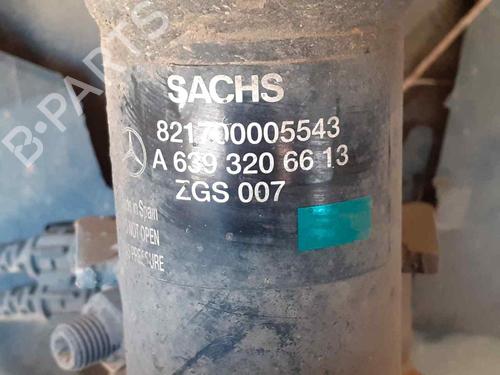 B-PARTS
SACHS
821700005543
A 639 320 66 13
ZGS 007
in Spain
NOT OPEN
PRESSURE